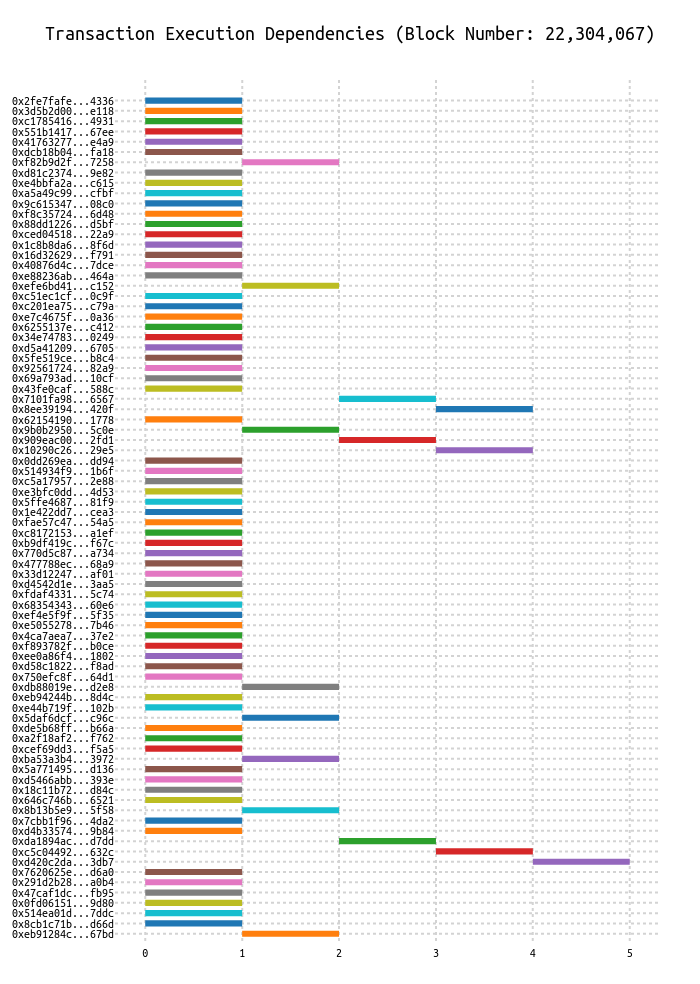 Transaction Execution Dependencies (Block Number: 22,304,067)
0x2fe7fafe...4336
0x3d5b2d00...e118
0xc1785416...4931
0x551b1417...67ee
0x41763277...e4a9
0xdcb18b04...fa18
0xf82b9d2f...7258
0xd81c2374...9e82
0xe4bbfa2a...c615
0xa5a49c99...cfbf
0x9c615347...08c0
0xf8c35724...6d48
0x88dd1226...d5bf
0xced04518...22a9
0x1c8b8da6...8f6d
0x16d32629...f791
0x40876d4c...7dce
0xe88236ab...464a
0xefe6bd41...c152
0xc51ec1cf...0c9f
0xc201ea75...c79a
0xe7c4675f...0a36
0x6255137e...c412
0x34e74783...0249
0xd5a41209...6705
0x5fe519ce...b8c4
0x92561724...82a9
0x69a793ad...10cf
0x43fe0caf...588c
0x7101fa98...6567
0x8ee39194...420f
0x62154190...1778
0x9b0b2950...5c0e
0x909eac00...2fd1
0x10290c26...29e5
0x0dd269ea...dd94
0x514934f9...1b6f
0xc5a17957...2e88
0xe3bfc0dd...4d53
0x5ffe4687...81f9
0x1e422dd7...cea3
0xfae57c47...54a5
0xc8172153...a1ef
0xb9df419c...f67c
0x770d5c87...a734
0x477788ec...68a9
0x33d12247...af01
0xd4542d1e...3aa5
0xfdaf4331...5c74
0x68354343...60e6
0xef4e5f9f...5f35
0xe5055278...7b46
0x4ca7aea7...37e2
0xf893782f...b0ce
0xee0a86f4...1802
0xd58c1822...f8ad
0x750efc8f...64d1
0xdb88019e...d2e8
0xeb94244b...8d4c
0xe44b719f...102b
0x5daf6dcf...c96c
0xde5b68ff...b66a
0xa2f18af2...f762
0xcef69dd3...f5a5
0xba53a3b4...3972
0x5a771495...d136
0xd5466abb...393e
0x18c11b72...d84c
0x646c746b...6521
0x8b13b5e9...5f58
0x7cbb1f96...4da2
0xd4b33574...9b84
0xda1894ac...d7dd
0xc5c04492...632c
0xd420c2da...3db7
0x7620625e...d6a0
0x291d2b28...a0b4
0x47caf1dc...fb95
0x0fd06151...9d80
0x514ea01d...7ddc
0x8cb1c71b...d66d
0xeb91284c...67bd
0 1 2 3 4 5